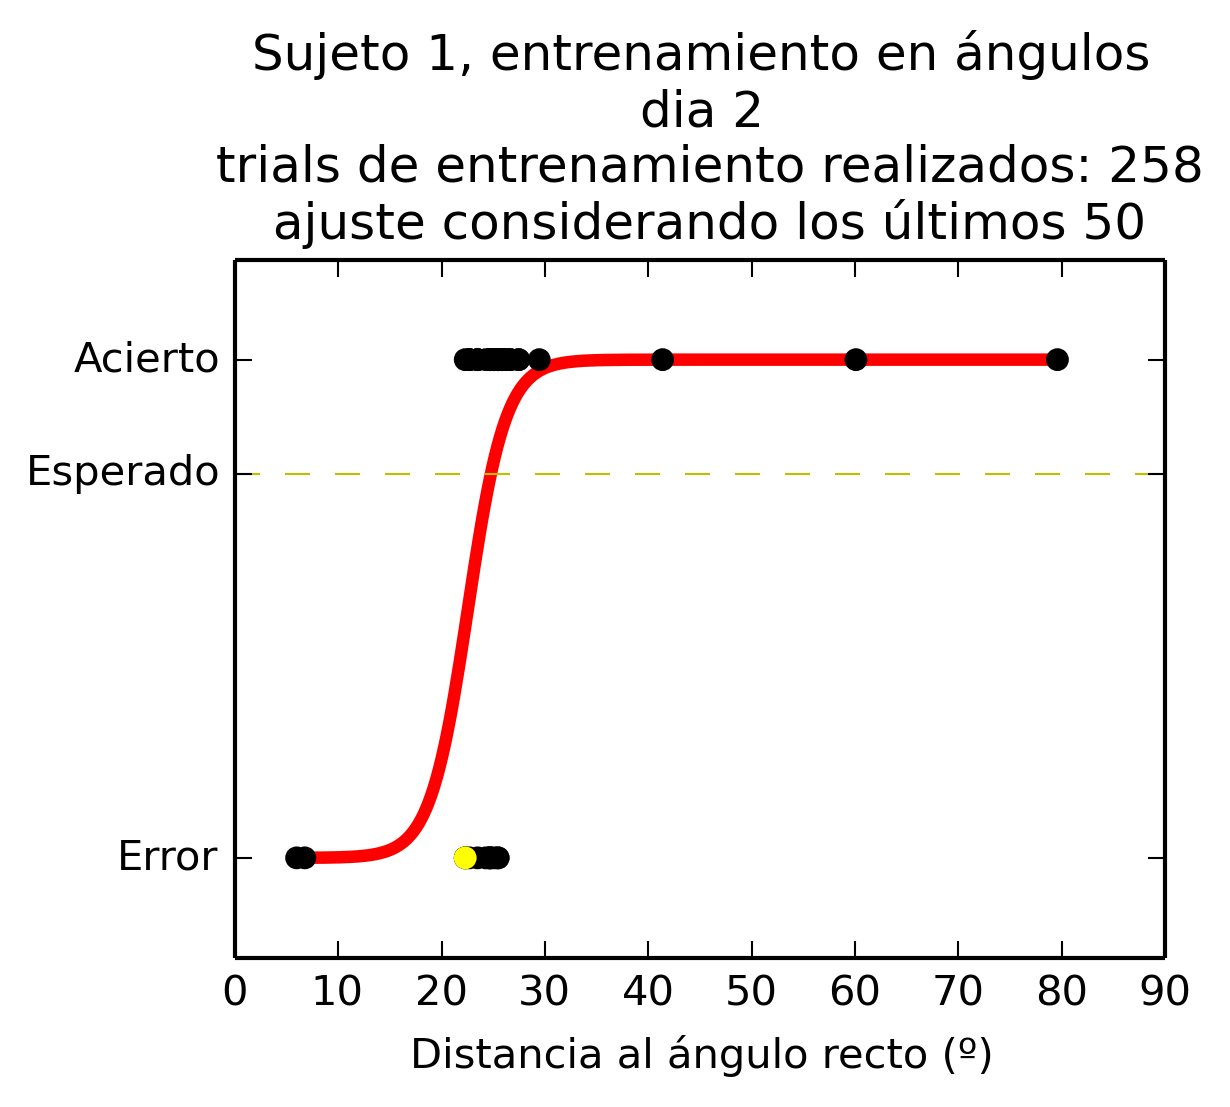 Sujeto 1, entrenamiento en ángulos
dia 2
trials de entrenamiento realizados: 258
ajuste considerando los últimos 50
Acierto
Esperado
Error
0 10 20 30 40 50 60 70 80 90
Distancia al ángulo recto (º)